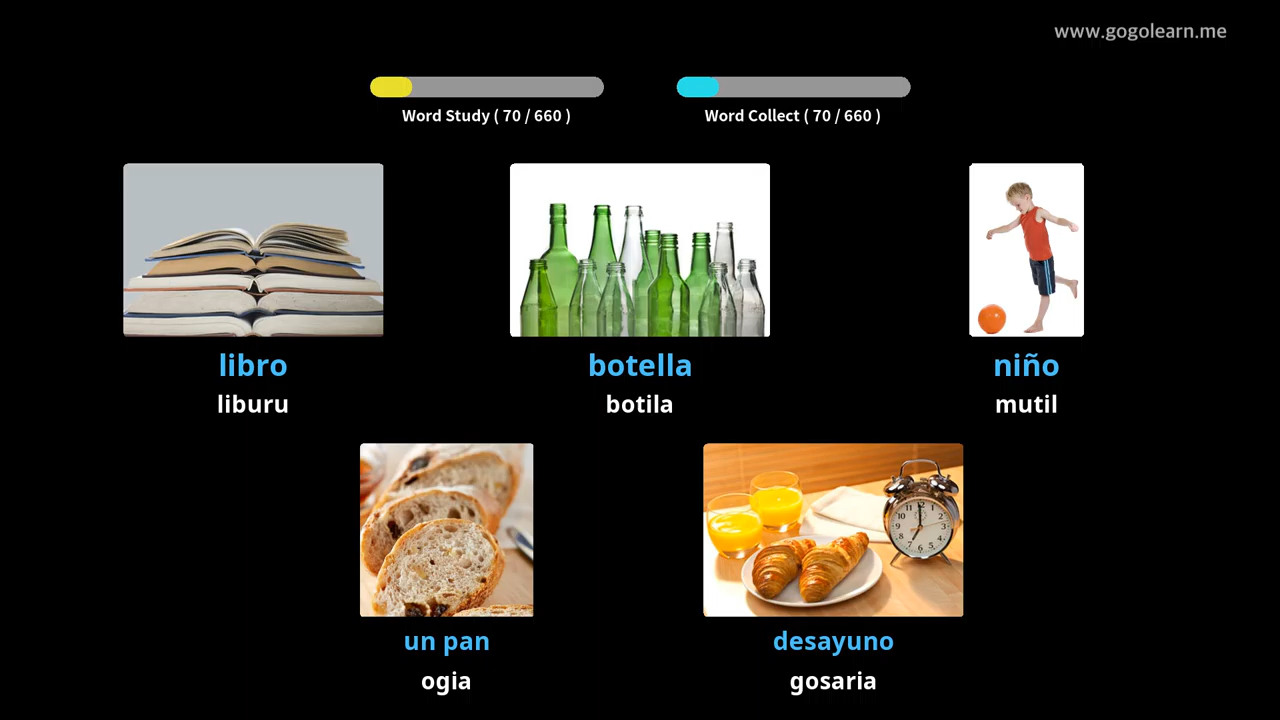 www.gogolearn.me
Word Study ( 70 / 660 )
Word Collect ( 70 / 660 )
libro
liburu
botella
botila
niño
mutil
un pan
ogia
desayuno
gosaria